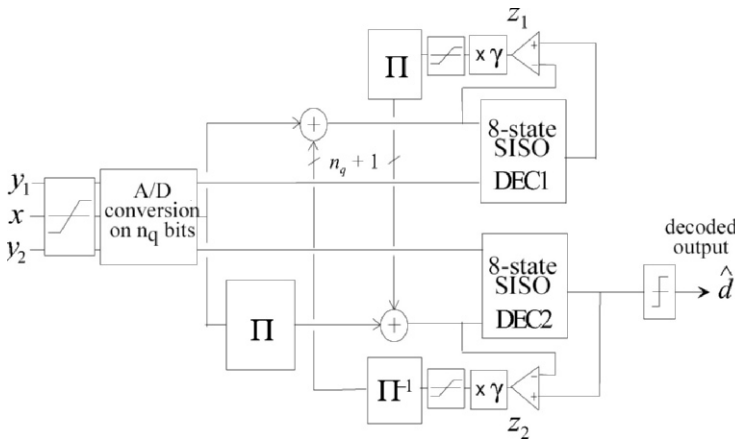 z₁
Π
x γ
+
−
+
8-state
SISO
DEC1
n_q + 1
y₁
x
y₂
A/D
conversion
on n_q bits
decoded
output
d̂
8-state
SISO
DEC2
Π
+
Π⁻¹
x γ
−
+
z₂